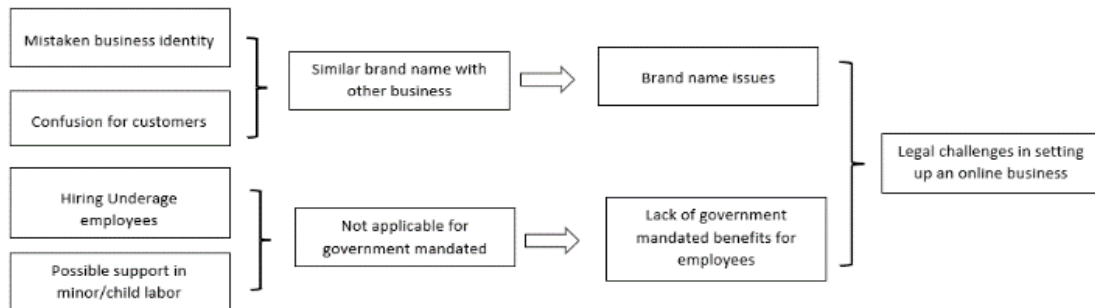 Mistaken business identity
Confusion for customers
Similar brand name with
other business
Brand name issues
Hiring Underage
employees
Possible support in
minor/child labor
Not applicable for
government mandated
Lack of government
mandated benefits for
employees
Legal challenges in setting
up an online business